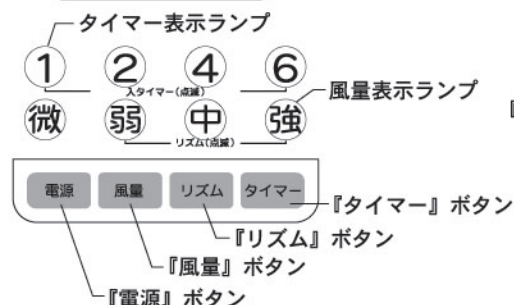 タイマー表示ランプ
1 2 4 6
入タイマー(点滅)
風量表示ランプ
微 弱 中 強
リズム(点滅)
『
電源 風量 リズム タイマー
『タイマー』ボタン
『リズム』ボタン
『風量』ボタン
『電源』ボタン